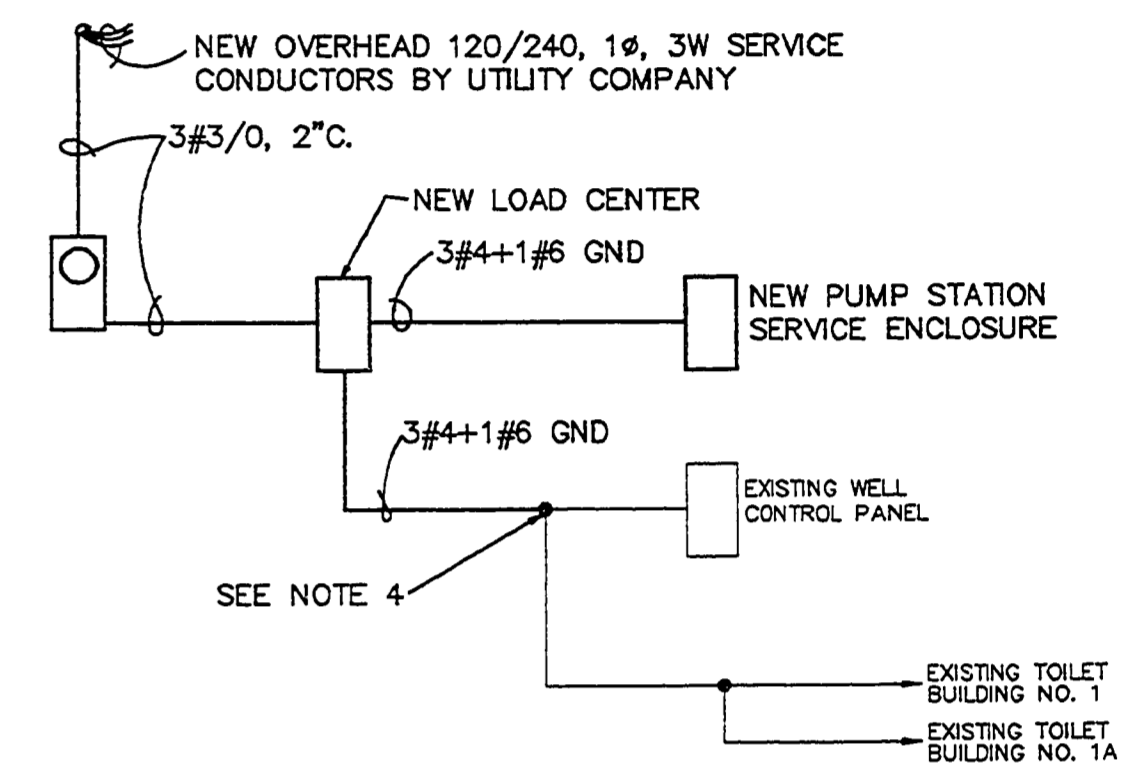 NEW OVERHEAD 120/240, 1ø, 3W SERVICE
CONDUCTORS BY UTILITY COMPANY
3#3/0, 2"C.
NEW LOAD CENTER
3#4+1#6 GND
NEW PUMP STATION
SERVICE ENCLOSURE
3#4+1#6 GND
EXISTING WELL
CONTROL PANEL
SEE NOTE 4
EXISTING TOILET
BUILDING NO. 1
EXISTING TOILET
BUILDING NO. 1A